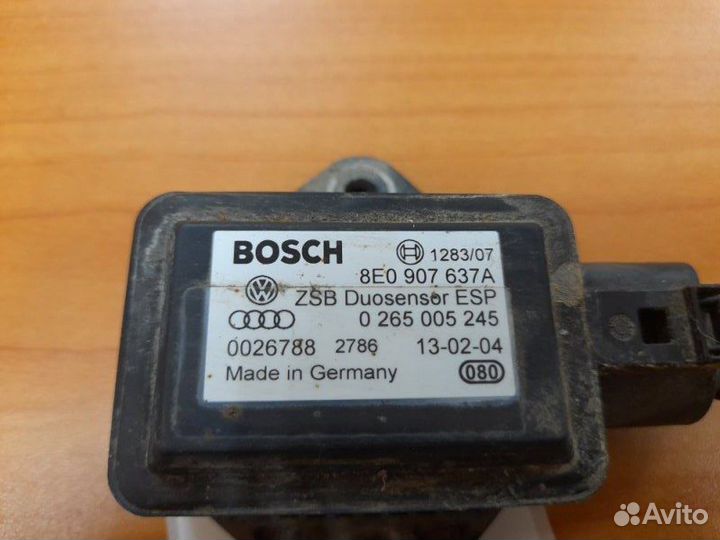 BOSCH 1283/07
8E0 907 637A
ZSB Duosensor ESP
0 265 005 245
0026788 2786 13-02-04
Made in Germany 080
Avito